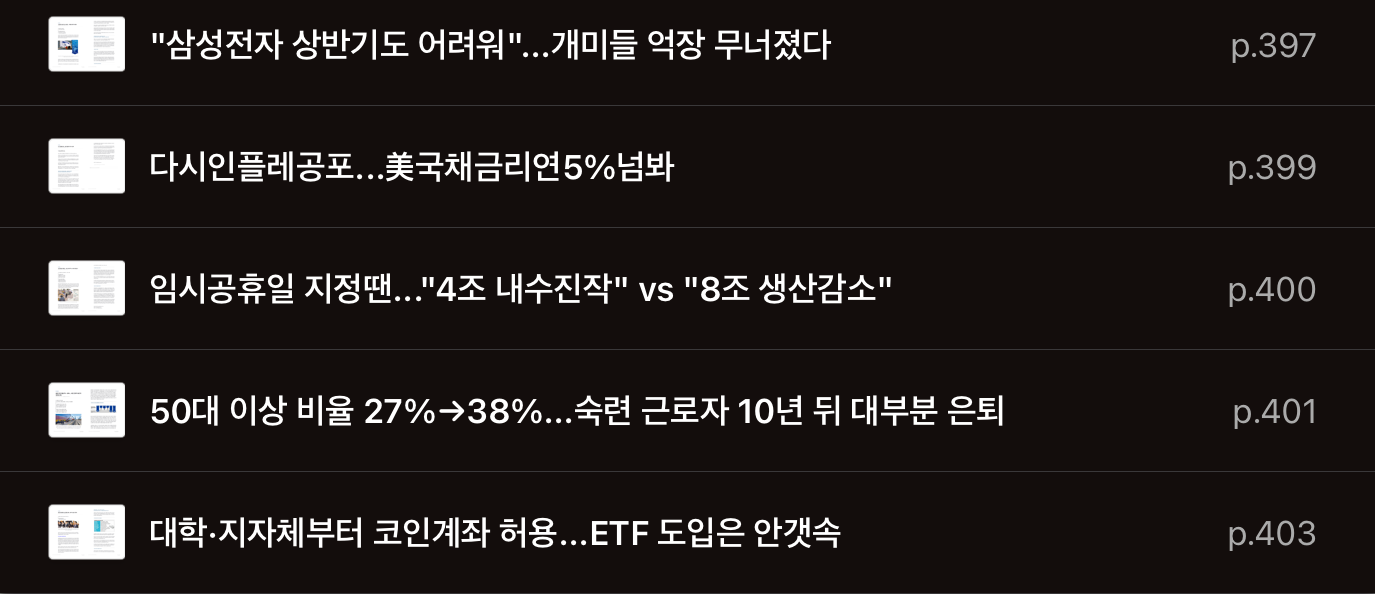 "삼성전자 상반기도 어려워"...개미들 억장 무너졌다 p.397
다시인플레공포...美국채금리연5%넘봐 p.399
임시공휴일 지정땐..."4조 내수진작" vs "8조 생산감소" p.400
50대 이상 비율 27%→38%...숙련 근로자 10년 뒤 대부분 은퇴 p.401
대학·지자체부터 코인계좌 허용...ETF 도입은 안갯속 p.403